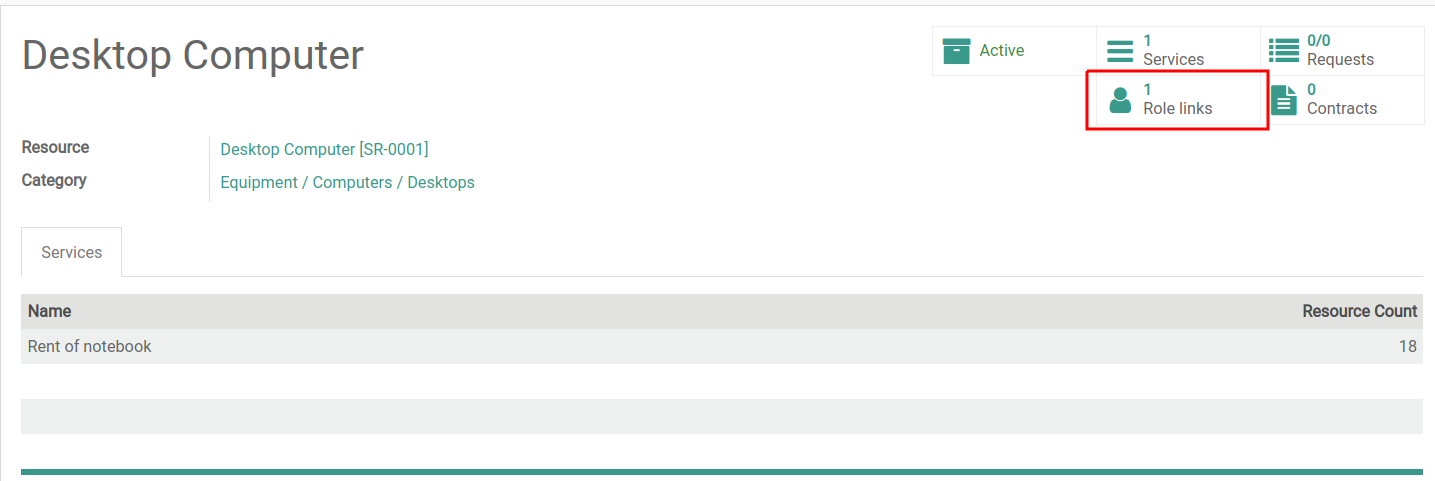 Desktop Computer
Active
1
Services
0/0
Requests
1
Role links
0
Contracts
Resource
Desktop Computer [SR-0001]
Category
Equipment / Computers / Desktops
Services
Name Resource Count
Rent of notebook 18